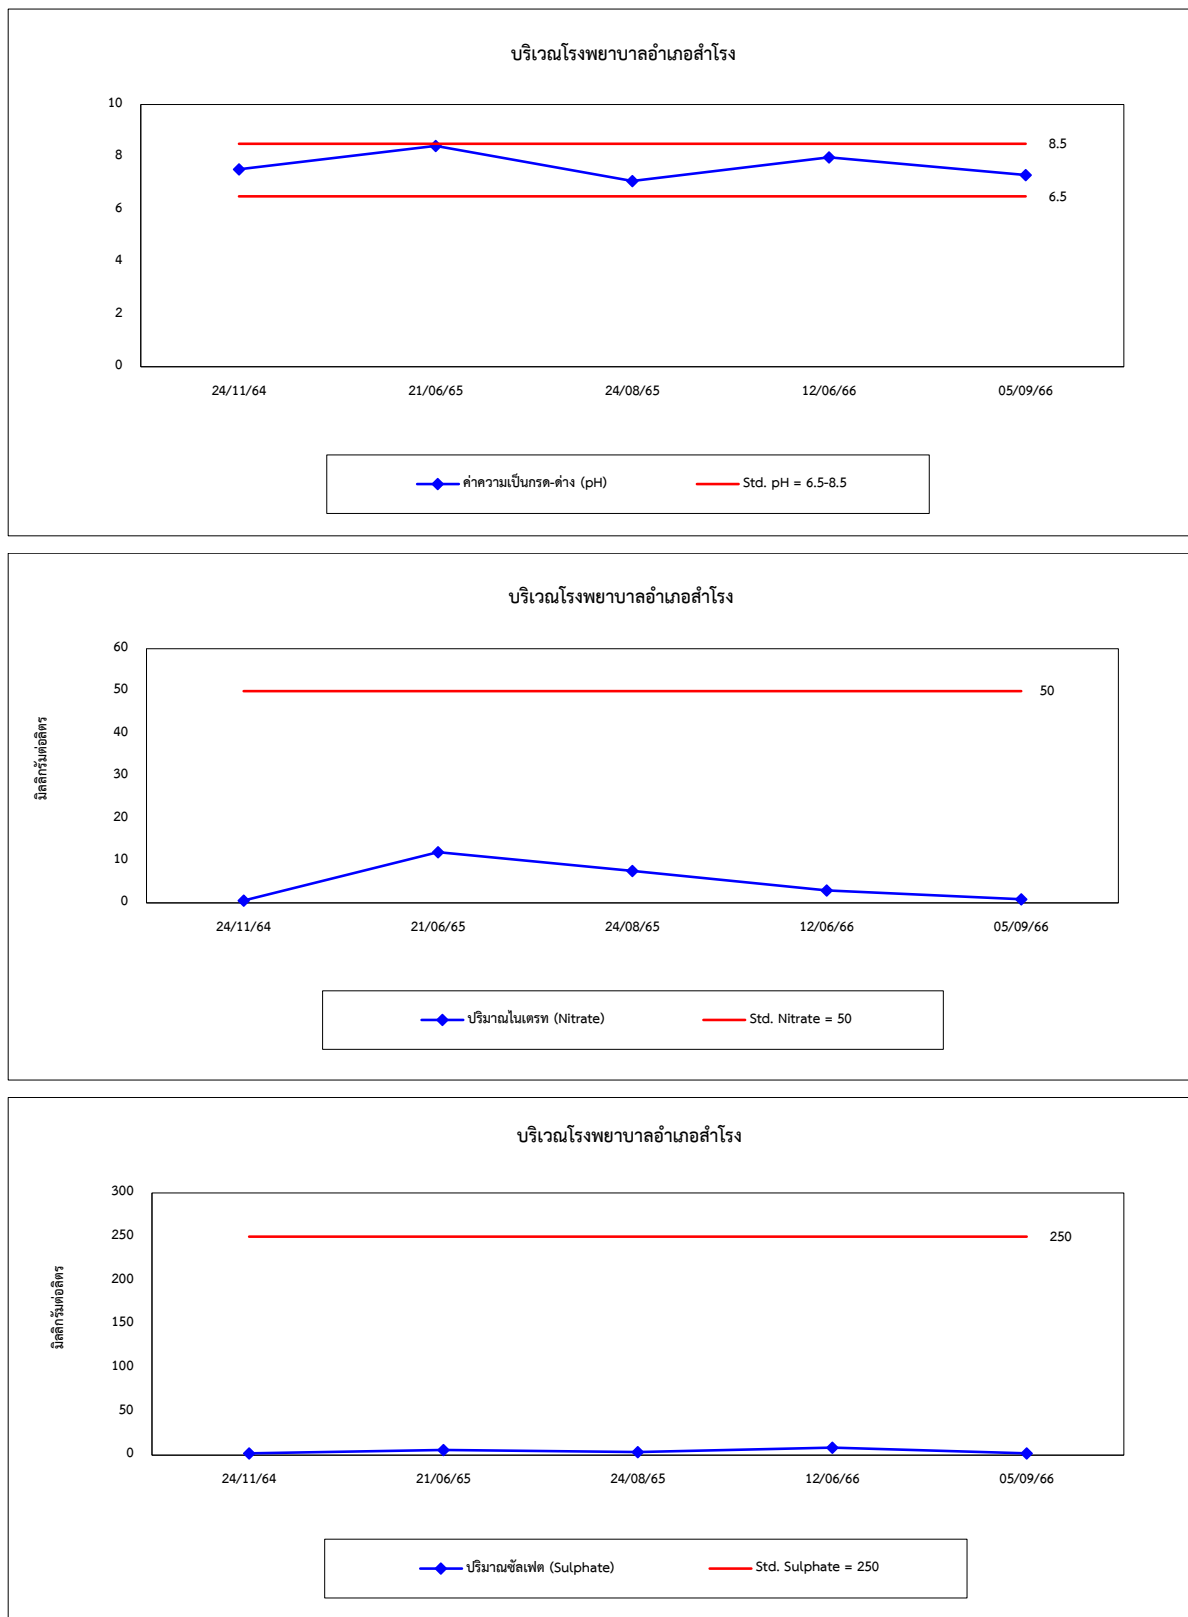 บริเวณโรงพยาบาลอำเภอสำโรง
10
8
6
4
2
0
8.5
6.5
24/11/64 21/06/65 24/08/65 12/06/66 05/09/66
ค่าความเป็นกรด-ด่าง (pH) Std. pH = 6.5-8.5
บริเวณโรงพยาบาลอำเภอสำโรง
มิลลิกรัมต่อลิตร
60
50
40
30
20
10
0
50
24/11/64 21/06/65 24/08/65 12/06/66 05/09/66
ปริมาณไนเตรท (Nitrate) Std. Nitrate = 50
บริเวณโรงพยาบาลอำเภอสำโรง
มิลลิกรัมต่อลิตร
300
250
200
150
100
50
0
250
24/11/64 21/06/65 24/08/65 12/06/66 05/09/66
ปริมาณซัลเฟต (Sulphate) Std. Sulphate = 250